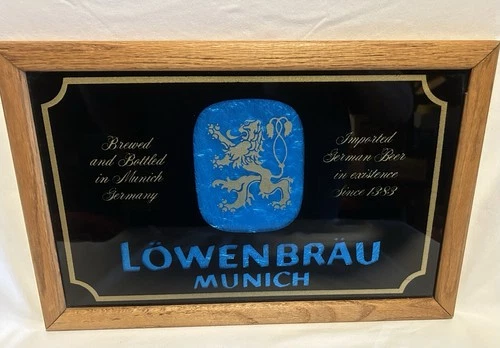 Brewed
and Bottled
in Munich
Germany
Imported
German Beer
in existence
Since 1383
LÖWENBRÄU
MUNICH